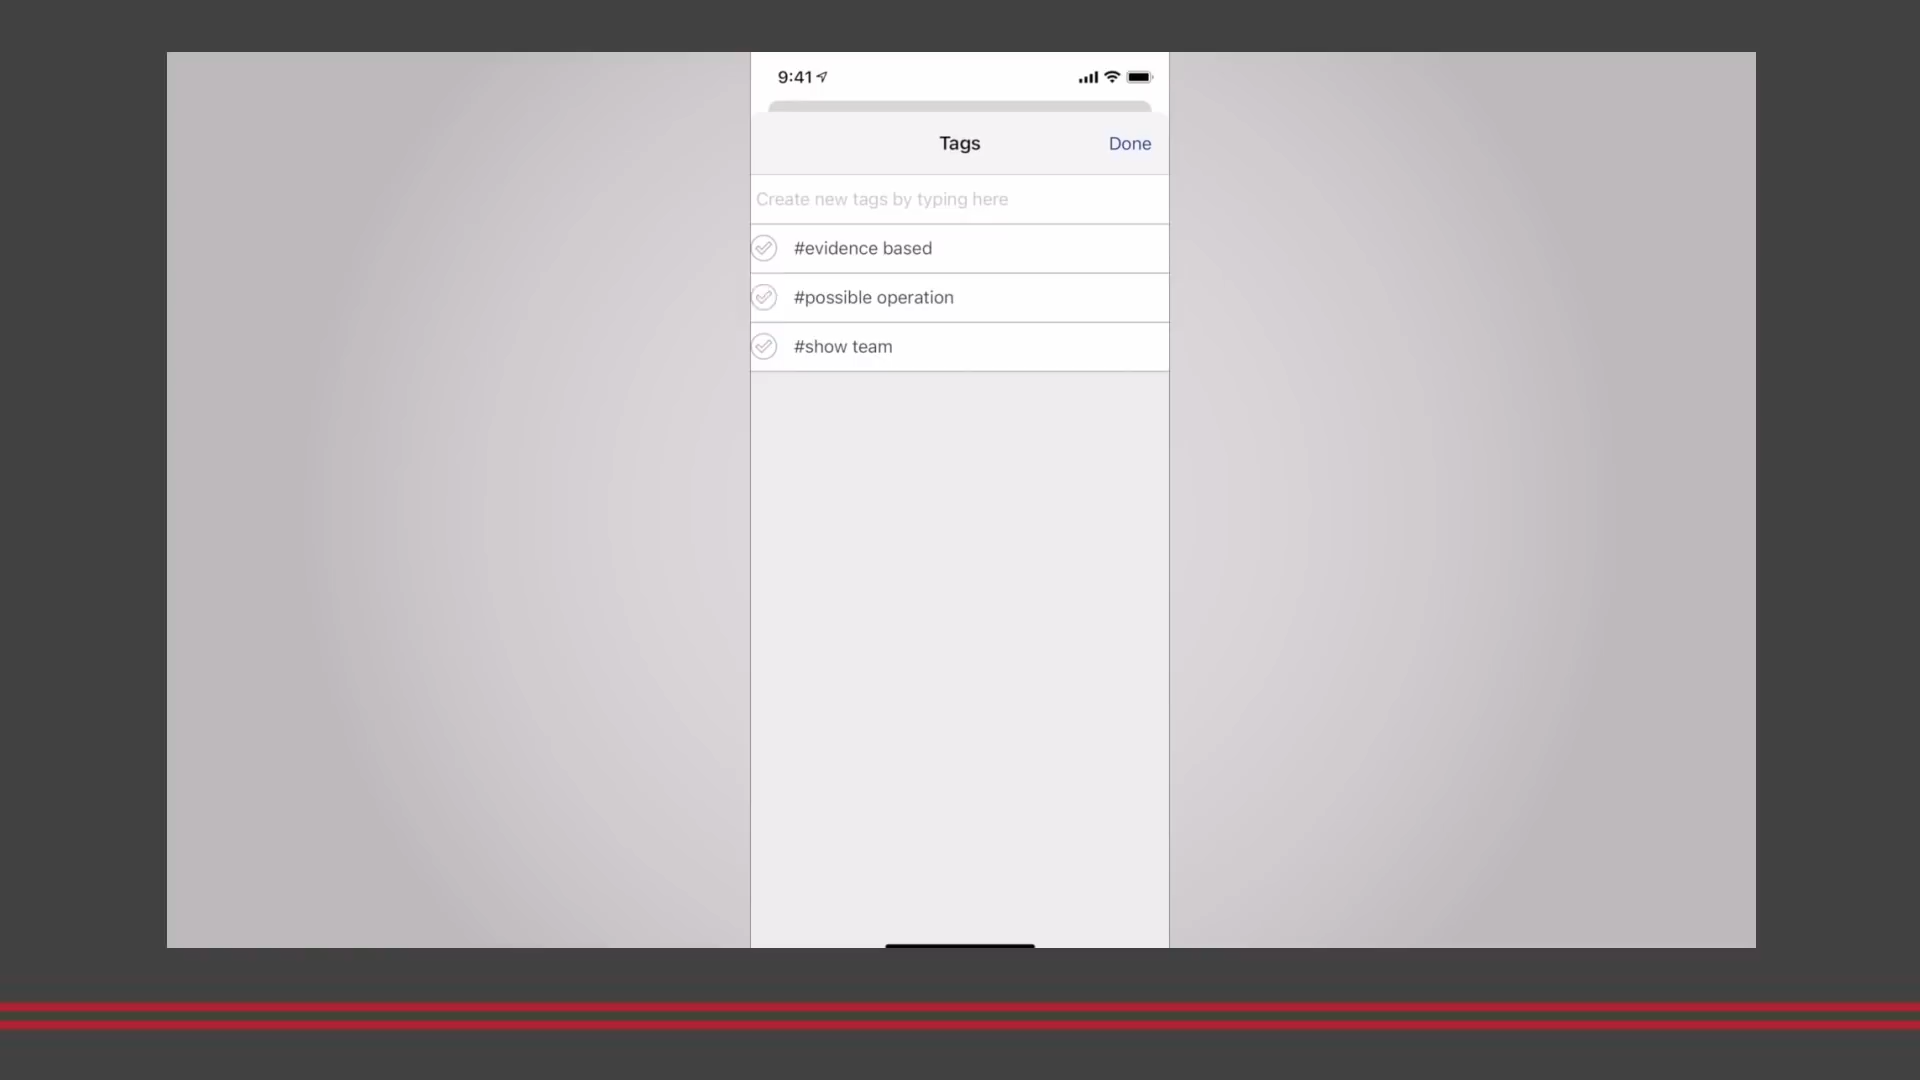 9:41
Tags
Done
Create new tags by typing here
#evidence based
#possible operation
#show team